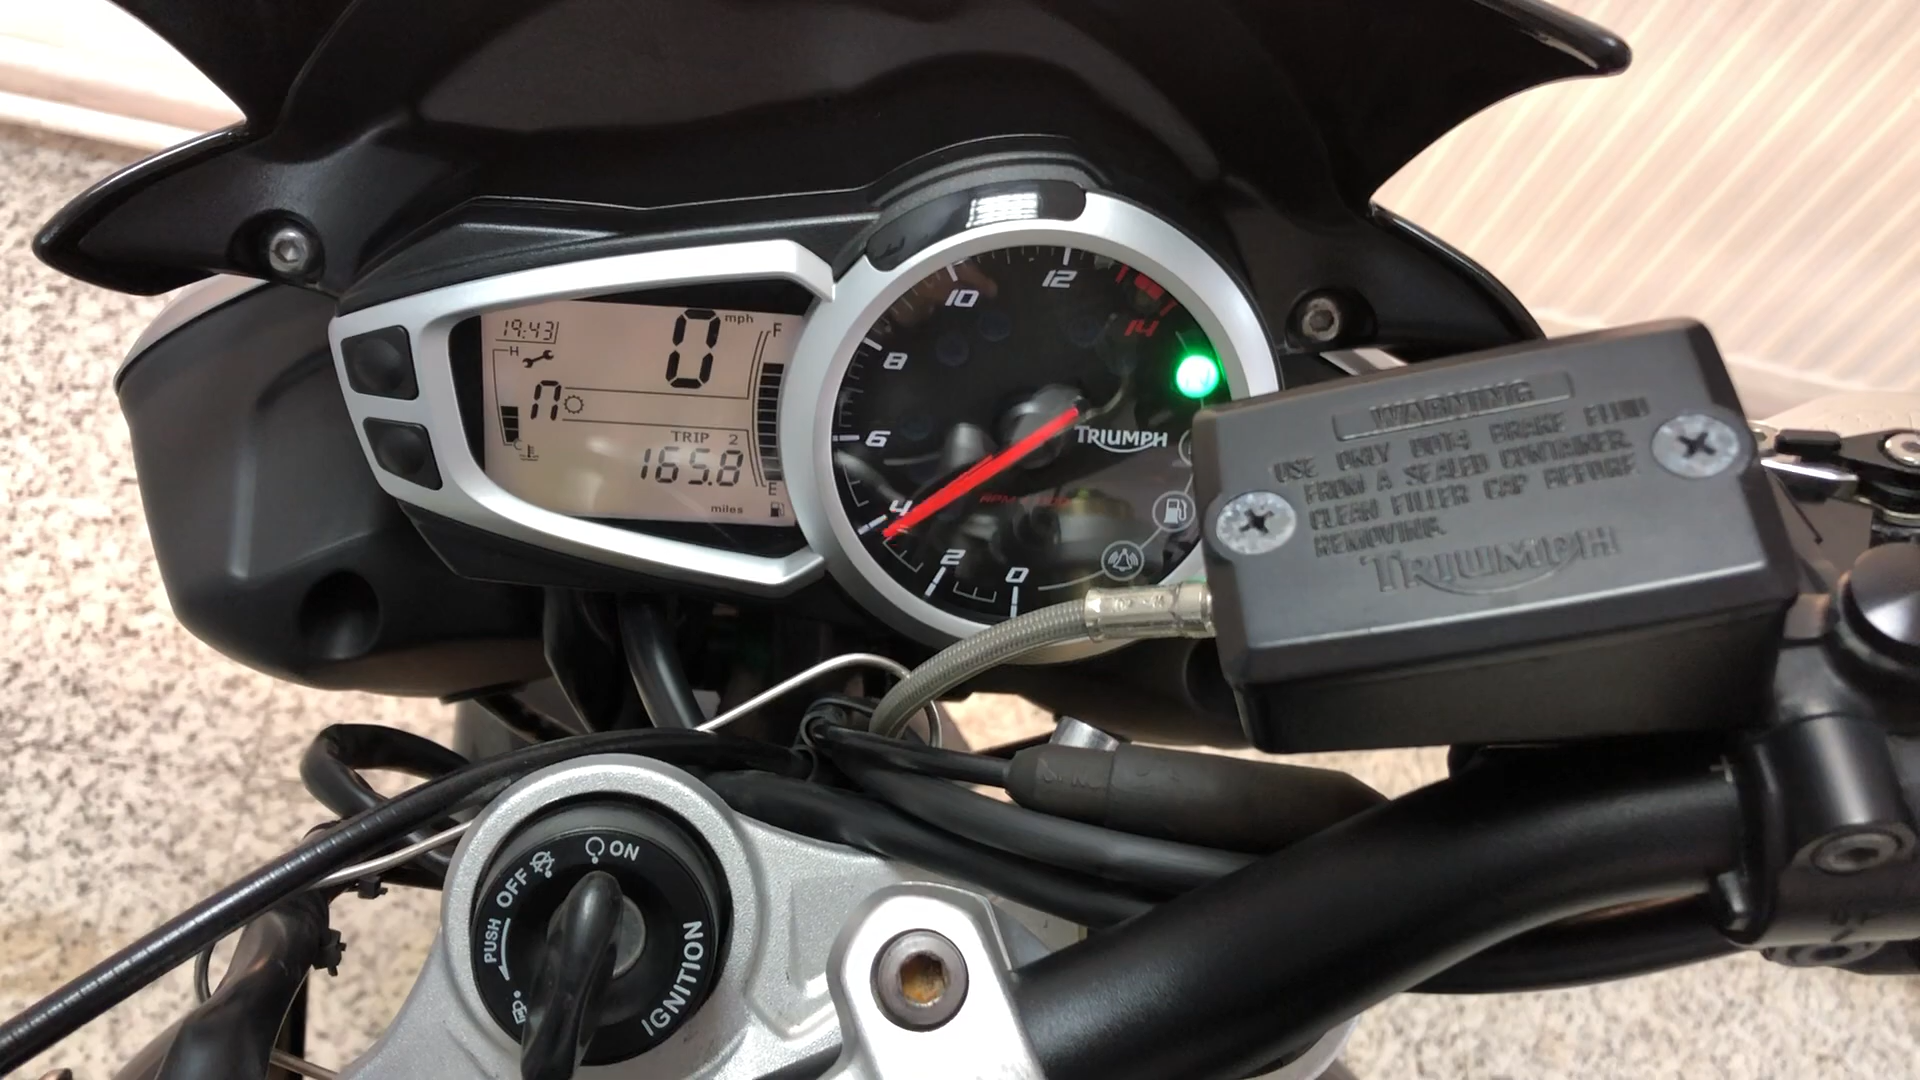 19:43
0 mph
H
F
n
C
TRIP 2
165.8
E
miles
0
2
4
6
8
10
12
14
TRIUMPH
WARNING
USE ONLY DOT4 BRAKE FLUID
FROM A SEALED CONTAINER.
CLEAN FILLER CAP BEFORE
REMOVING.
TRIUMPH
ON
OFF
PUSH
IGNITION